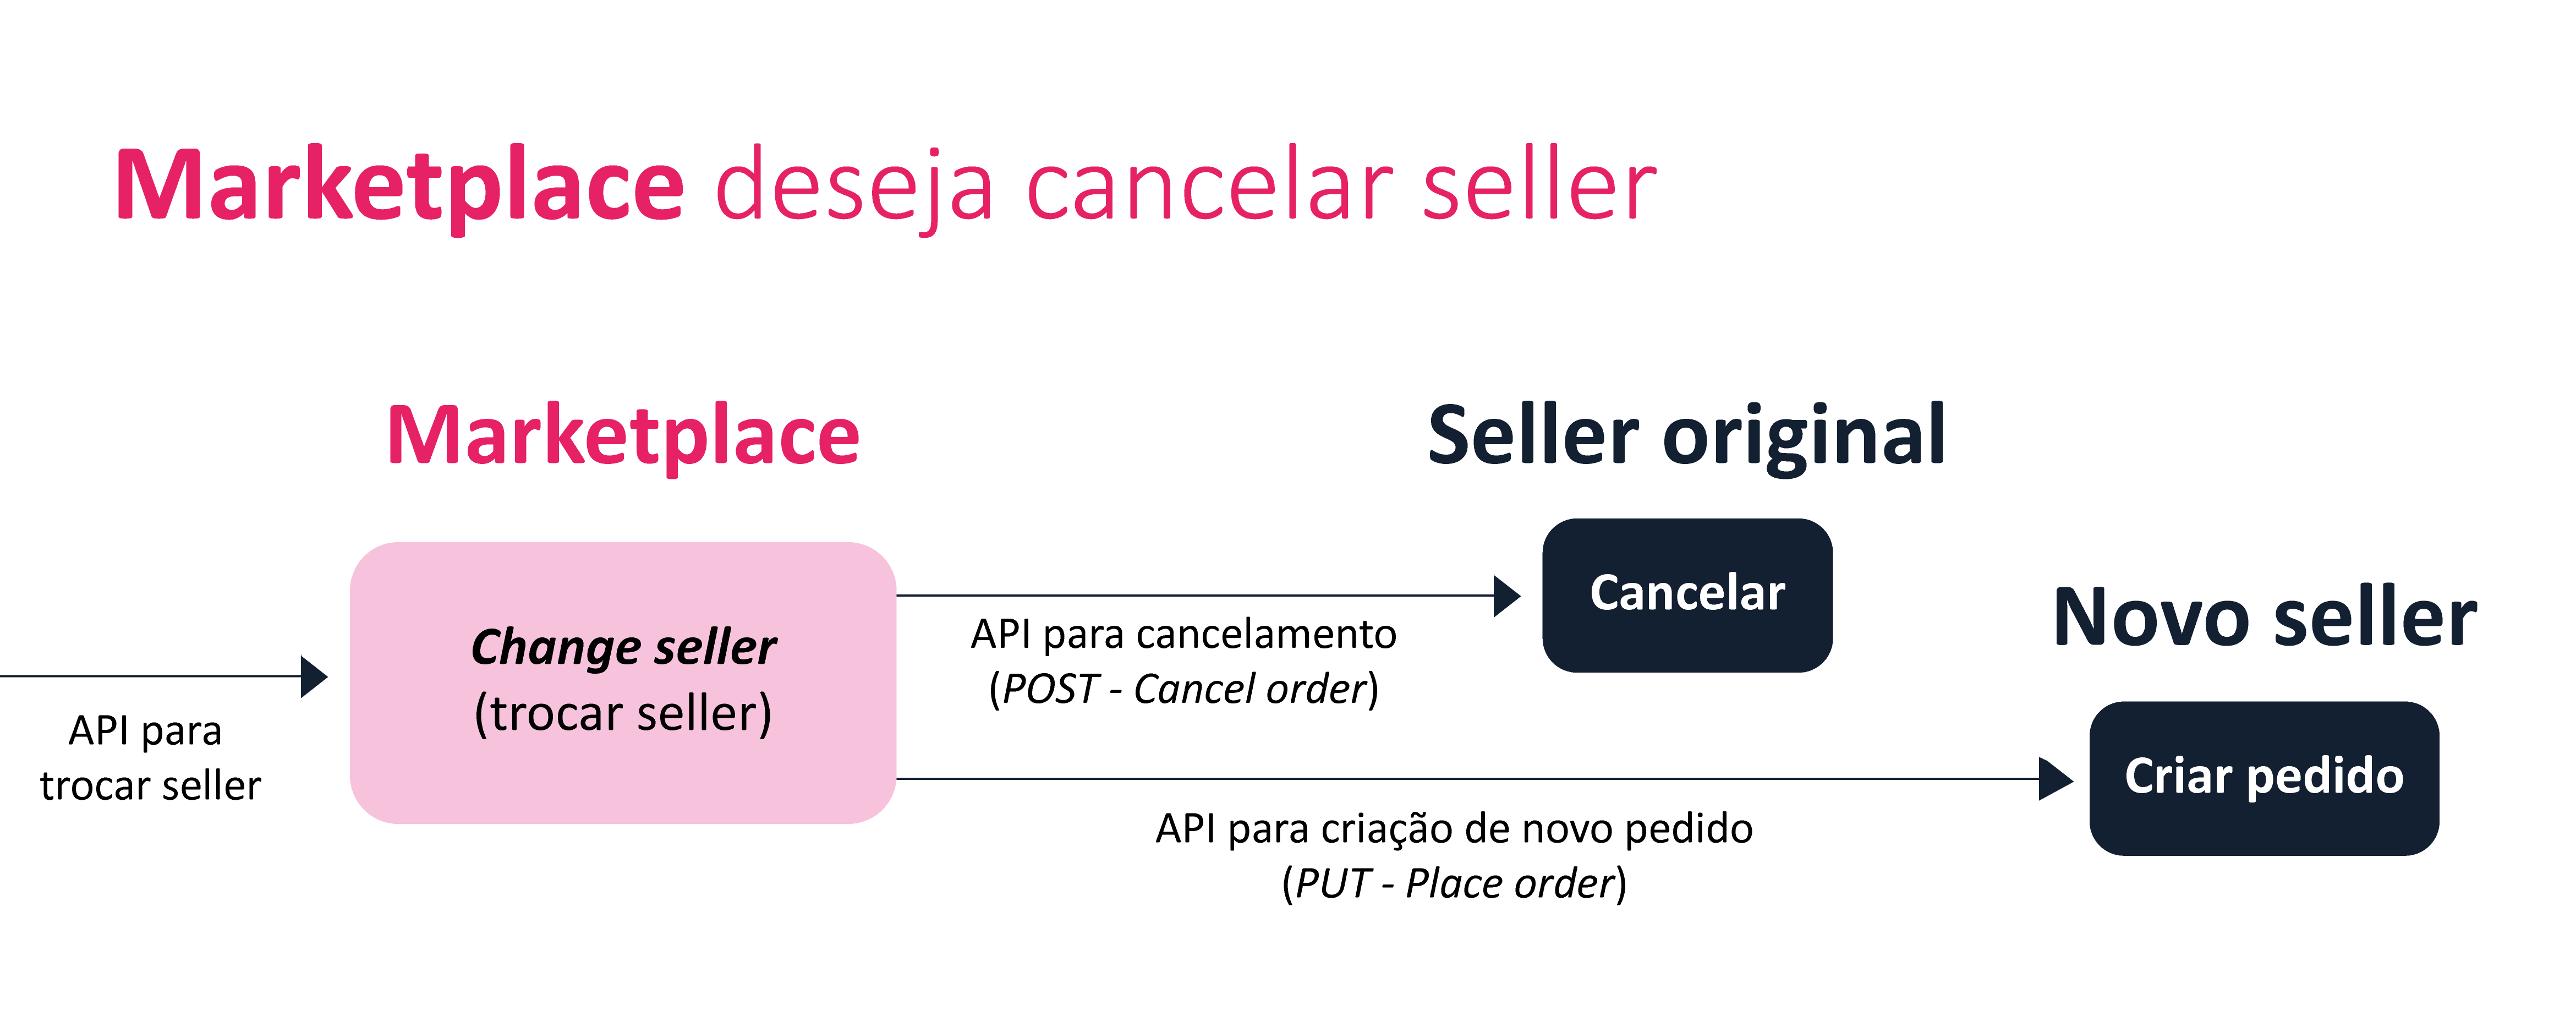 Marketplace deseja cancelar seller
Marketplace
Seller original
Novo seller
Change seller
(trocar seller)
API para
trocar seller
API para cancelamento
(POST - Cancel order)
Cancelar
API para criação de novo pedido
(PUT - Place order)
Criar pedido